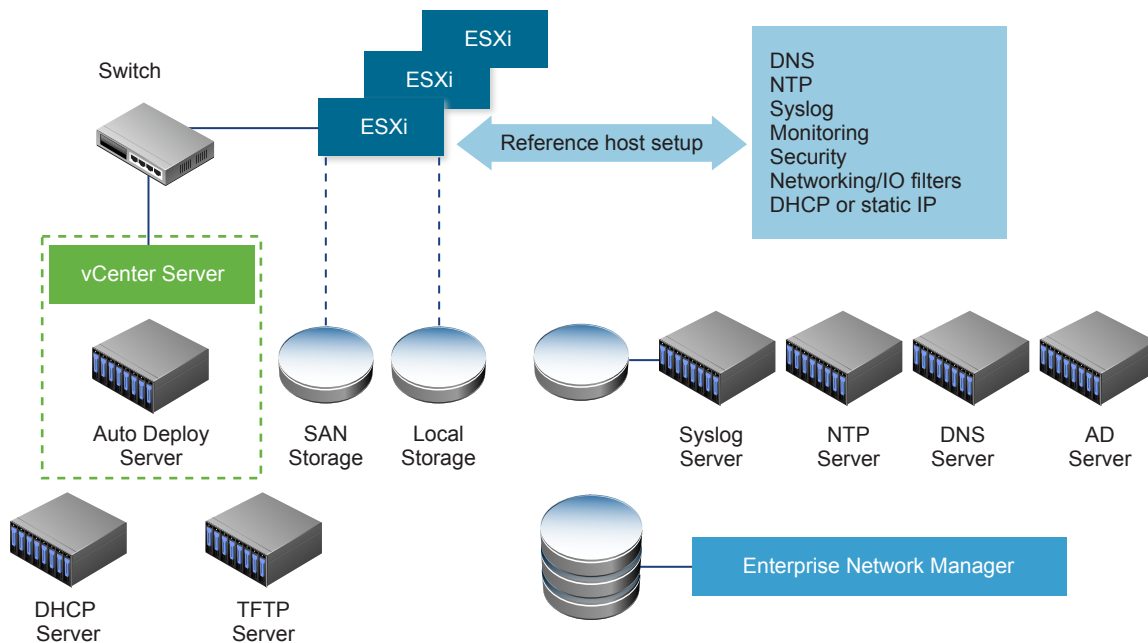 ESXi
ESXi
ESXi
Switch
Reference host setup
DNS
NTP
Syslog
Monitoring
Security
Networking/IO filters
DHCP or static IP
vCenter Server
Auto Deploy
Server
SAN
Storage
Local
Storage
Syslog
Server
NTP
Server
DNS
Server
AD
Server
DHCP
Server
TFTP
Server
Enterprise Network Manager